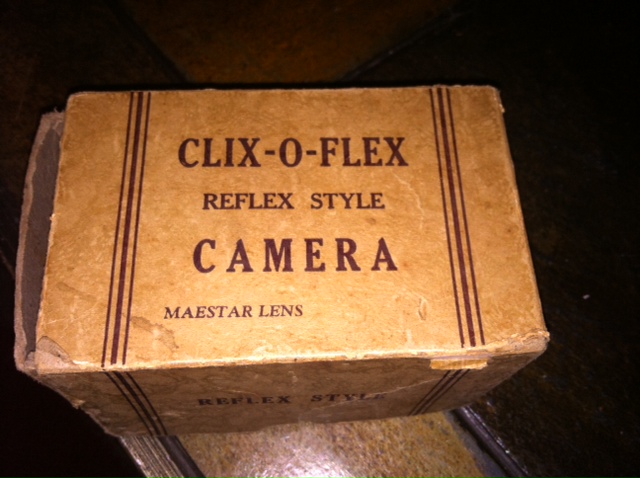 CLIX-O-FLEX
REFLEX STYLE
CAMERA
MAESTAR LENS
REFLEX STYLE